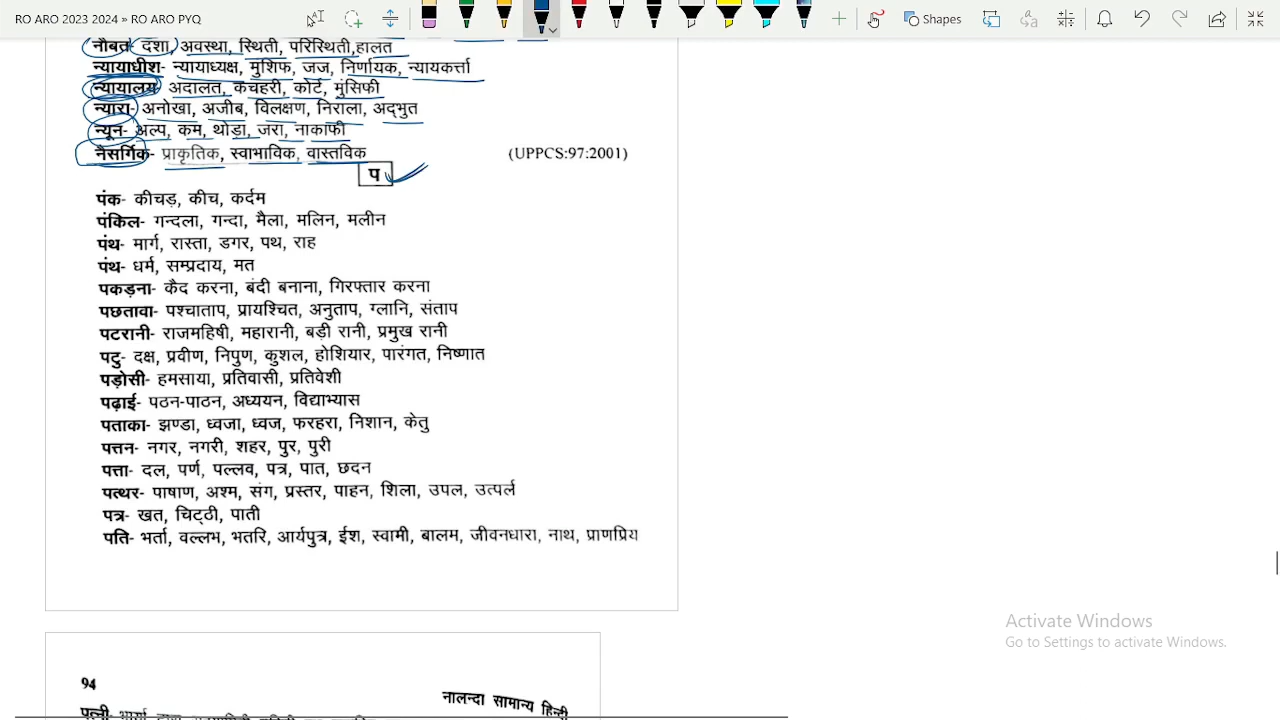 RO ARO 2023 2024 » RO ARO PYQ
Shapes
नौबत- दशा, अवस्था, स्थिती, परिस्थिती,हालत
न्यायाधीश- न्यायाध्यक्ष, मुशिफ, जज, निर्णायक, न्यायकर्त्ता
न्यायालय- अदालत, कचहरी, कोर्ट, मुंसिफी
न्यारा- अनोखा, अजीब, विलक्षण, निराला, अद्भुत
न्यून- अल्प, कम, थोड़ा, जरा, नाकाफी
नैसर्गिक- प्राकृतिक, स्वाभाविक, वास्तविक (UPPCS:97:2001)
प
पंक- कीचड़, कीच, कर्दम
पंकिल- गन्दला, गन्दा, मैला, मलिन, मलीन
पंथ- मार्ग, रास्ता, डगर, पथ, राह
पंथ- धर्म, सम्प्रदाय, मत
पकड़ना- कैद करना, बंदी बनाना, गिरफ्तार करना
पछतावा- पश्चाताप, प्रायश्चित, अनुताप, ग्लानि, संताप
पटरानी- राजमहिषी, महारानी, बड़ी रानी, प्रमुख रानी
पटु- दक्ष, प्रवीण, निपुण, कुशल, होशियार, पारंगत, निष्णात
पड़ोसी- हमसाया, प्रतिवासी, प्रतिवेशी
पढ़ाई- पठन-पाठन, अध्ययन, विद्याभ्यास
पताका- झण्डा, ध्वजा, ध्वज, फरहरा, निशान, केतु
पत्तन- नगर, नगरी, शहर, पुर, पुरी
पत्ता- दल, पर्ण, पल्लव, पत्र, पात, छदन
पत्थर- पाषाण, अश्म, संग, प्रस्तर, पाहन, शिला, उपल, उत्पर्ल
पत्र- खत, चिट्ठी, पाती
पति- भर्ता, वल्लभ, भतरि, आर्यपुत्र, ईश, स्वामी, बालम, जीवनधारा, नाथ, प्राणप्रिय
Activate Windows
Go to Settings to activate Windows.
94
नालन्दा सामान्य हिन्दी
पत्नी-